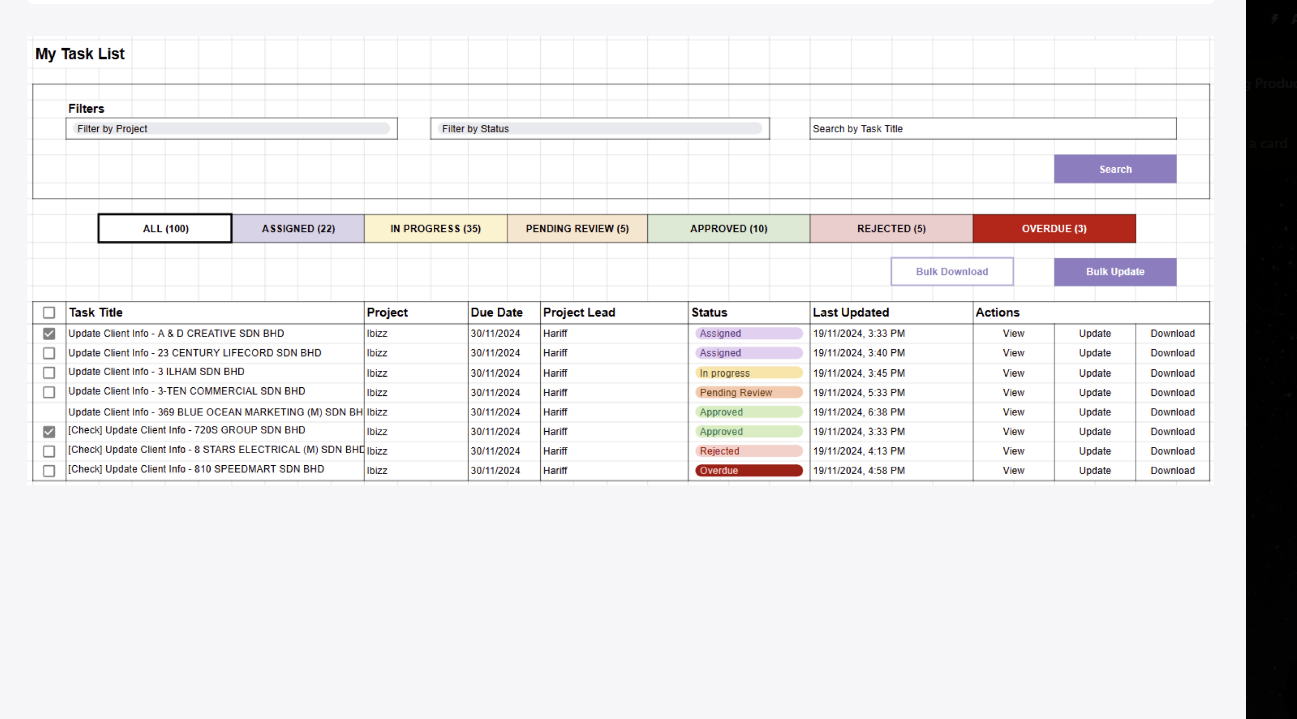 My Task List
Filters
Filter by Project Filter by Status Search by Task Title
Search
ALL (100) ASSIGNED (22) IN PROGRESS (35) PENDING REVIEW (5) APPROVED (10) REJECTED (5) OVERDUE (3)
Bulk Download Bulk Update
Task Title Project Due Date Project Lead Status Last Updated Actions
Update Client Info - A & D CREATIVE SDN BHD Ibizz 30/11/2024 Hariff Assigned 19/11/2024, 3:33 PM View Update Download
Update Client Info - 23 CENTURY LIFECORD SDN BHD Ibizz 30/11/2024 Hariff Assigned 19/11/2024, 3:40 PM View Update Download
Update Client Info - 3 ILHAM SDN BHD Ibizz 30/11/2024 Hariff In progress 19/11/2024, 3:45 PM View Update Download
Update Client Info - 3-TEN COMMERCIAL SDN BHD Ibizz 30/11/2024 Hariff Pending Review 19/11/2024, 5:33 PM View Update Download
Update Client Info - 369 BLUE OCEAN MARKETING (M) SDN BH Ibizz 30/11/2024 Hariff Approved 19/11/2024, 6:38 PM View Update Download
[Check] Update Client Info - 720S GROUP SDN BHD Ibizz 30/11/2024 Hariff Approved 19/11/2024, 3:33 PM View Update Download
[Check] Update Client Info - 8 STARS ELECTRICAL (M) SDN BHD Ibizz 30/11/2024 Hariff Rejected 19/11/2024, 4:13 PM View Update Download
[Check] Update Client Info - 810 SPEEDMART SDN BHD Ibizz 30/11/2024 Hariff Overdue 19/11/2024, 4:58 PM View Update Download
a card